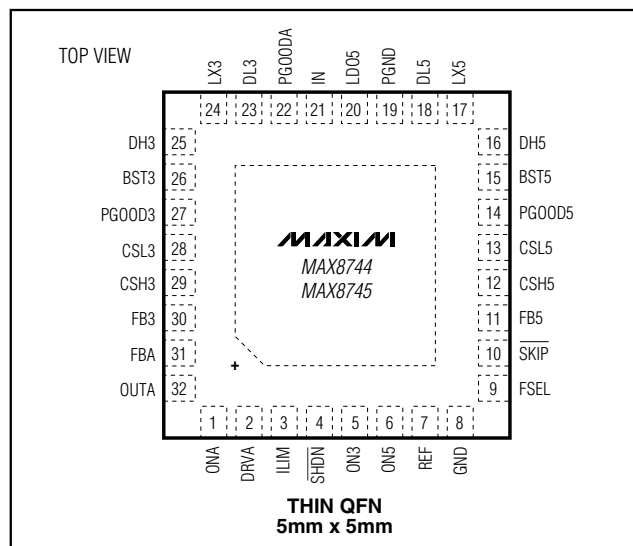 TOP VIEW
LX3
DL3
PGOODA
IN
LDO5
PGND
DL5
LX5
24 23 22 21 20 19 18 17
DH3 25 16 DH5
BST3 26 15 BST5
PGOOD3 27 14 PGOOD5
CSL3 28 13 CSL5
CSH3 29 12 CSH5
FB3 30 11 FB5
FBA 31 10 SKIP
OUTA 32 9 FSEL
MAXIM
MAX8744
MAX8745
+
1 2 3 4 5 6 7 8
ONA
DRVA
ILIM
SHDN
ON3
ON5
REF
GND
THIN QFN
5mm x 5mm